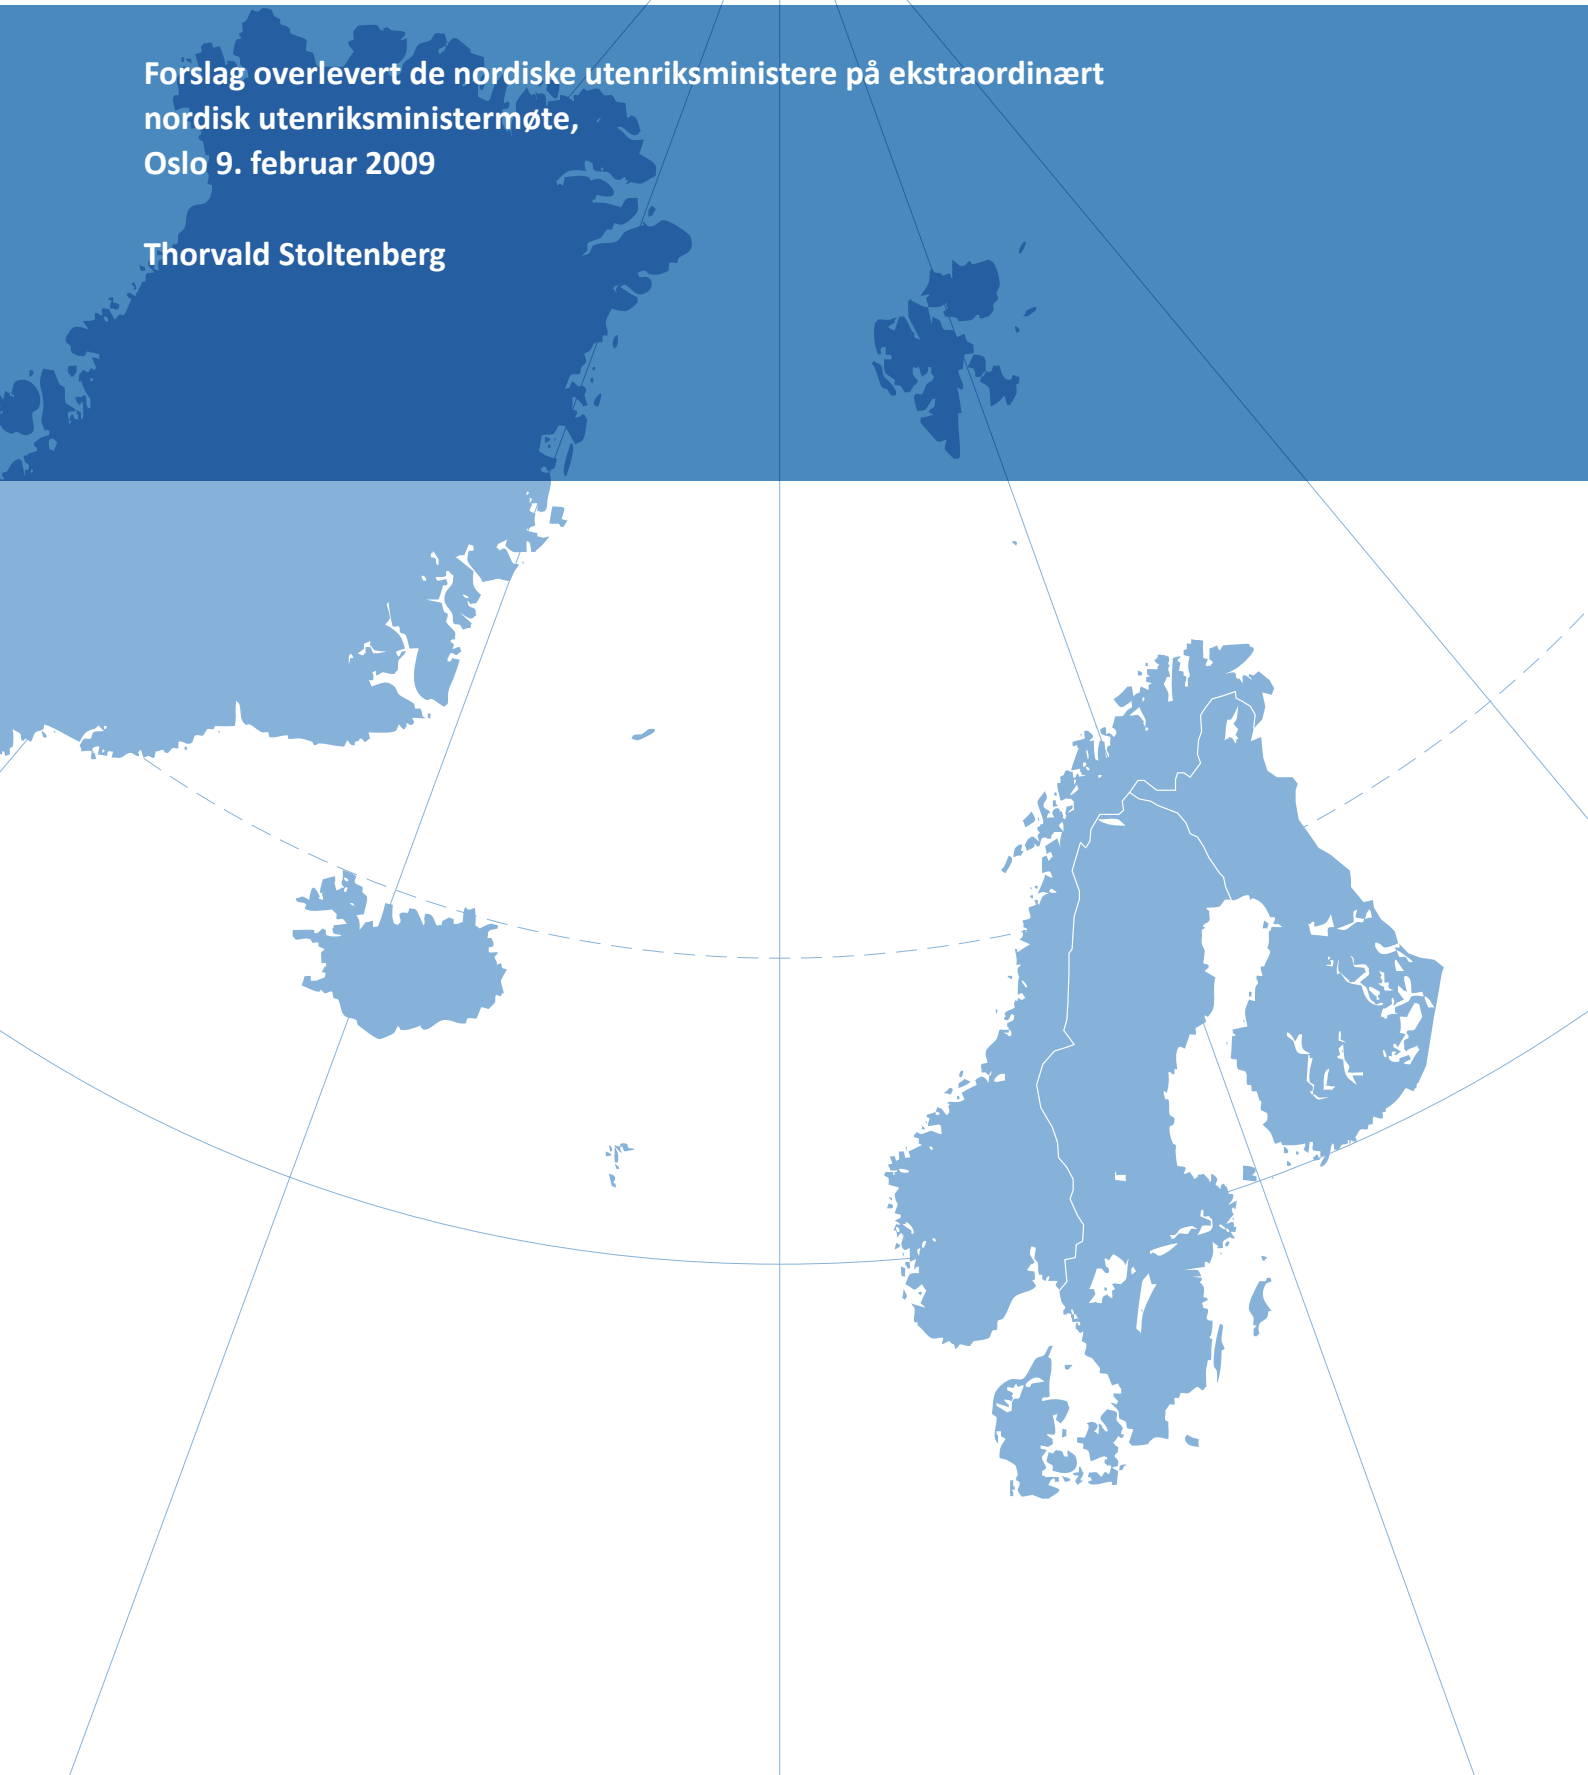 Forslag overlevert de nordiske utenriksministere på ekstraordinært
nordisk utenriksministermøte,
Oslo 9. februar 2009
Thorvald Stoltenberg